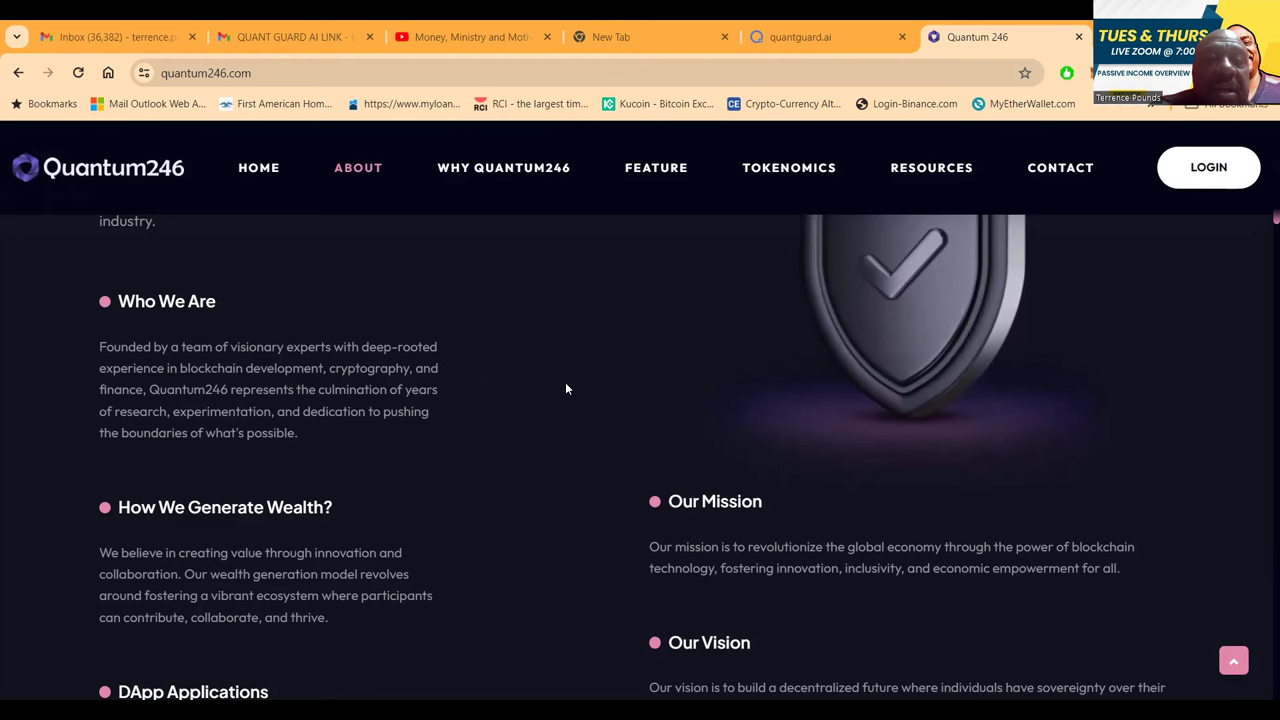 Inbox (36,382) - terrence.p
QUANT GUARD AI LINK - t
Money, Ministry and Moti
New Tab
quantguard.ai
Quantum 246
TUES & THURS
LIVE ZOOM @ 7:00
PASSIVE INCOME OVERVIEW
Terrence Pounds
quantum246.com
Bookmarks
Mail Outlook Web A...
First American Hom...
https://www.myloan...
RCI - the largest tim...
Kucoin - Bitcoin Exc...
Crypto-Currency Alt...
Login-Binance.com
MyEtherWallet.com
Quantum246
HOME
ABOUT
WHY QUANTUM246
FEATURE
TOKENOMICS
RESOURCES
CONTACT
LOGIN
industry.
Who We Are
Founded by a team of visionary experts with deep-rooted
experience in blockchain development, cryptography, and
finance, Quantum246 represents the culmination of years
of research, experimentation, and dedication to pushing
the boundaries of what's possible.
How We Generate Wealth?
We believe in creating value through innovation and
collaboration. Our wealth generation model revolves
around fostering a vibrant ecosystem where participants
can contribute, collaborate, and thrive.
DApp Applications
Our Mission
Our mission is to revolutionize the global economy through the power of blockchain
technology, fostering innovation, inclusivity, and economic empowerment for all.
Our Vision
Our vision is to build a decentralized future where individuals have sovereignty over their